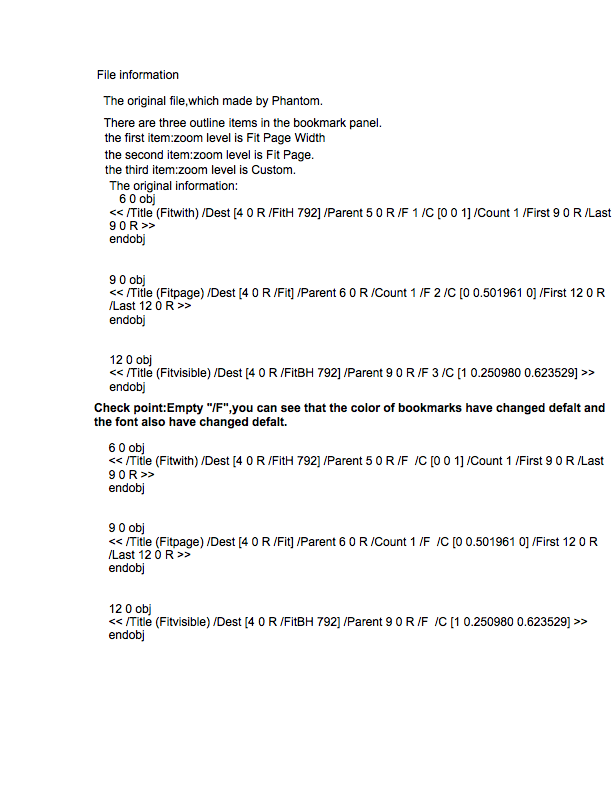 File information
The original file,which made by Phantom.
There are three outline items in the bookmark panel.
the first item:zoom level is Fit Page Width
the second item:zoom level is Fit Page.
the third item:zoom level is Custom.
The original information:
6 0 obj
<< /Title (Fitwith) /Dest [4 0 R /FitH 792] /Parent 5 0 R /F 1 /C [0 0 1] /Count 1 /First 9 0 R /Last
9 0 R >>
endobj
9 0 obj
<< /Title (Fitpage) /Dest [4 0 R /Fit] /Parent 6 0 R /Count 1 /F 2 /C [0 0.501961 0] /First 12 0 R
/Last 12 0 R >>
endobj
12 0 obj
<< /Title (Fitvisible) /Dest [4 0 R /FitBH 792] /Parent 9 0 R /F 3 /C [1 0.250980 0.623529] >>
endobj
Check point:Empty "/F",you can see that the color of bookmarks have changed defalt and
the font also have changed defalt.
6 0 obj
<< /Title (Fitwith) /Dest [4 0 R /FitH 792] /Parent 5 0 R /F  /C [0 0 1] /Count 1 /First 9 0 R /Last
9 0 R >>
endobj
9 0 obj
<< /Title (Fitpage) /Dest [4 0 R /Fit] /Parent 6 0 R /Count 1 /F  /C [0 0.501961 0] /First 12 0 R
/Last 12 0 R >>
endobj
12 0 obj
<< /Title (Fitvisible) /Dest [4 0 R /FitBH 792] /Parent 9 0 R /F  /C [1 0.250980 0.623529] >>
endobj